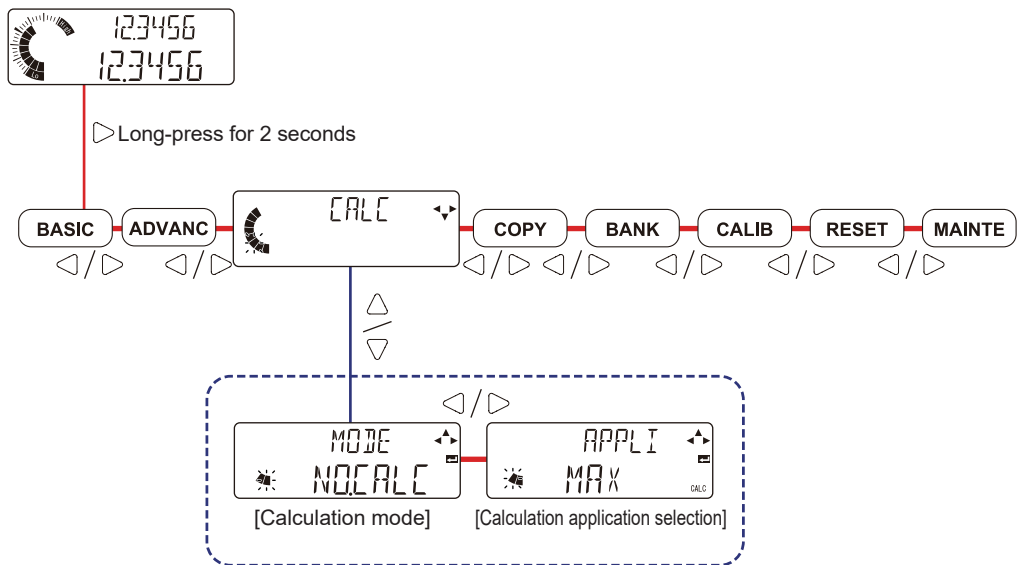 12.3456
12.3456
Lo
Long-press for 2 seconds
BASIC ADVANC CALC COPY BANK CALIB RESET MAINTE
MODE
NO.CALC
[Calculation mode]
APPLI
MAX
CALC
[Calculation application selection]